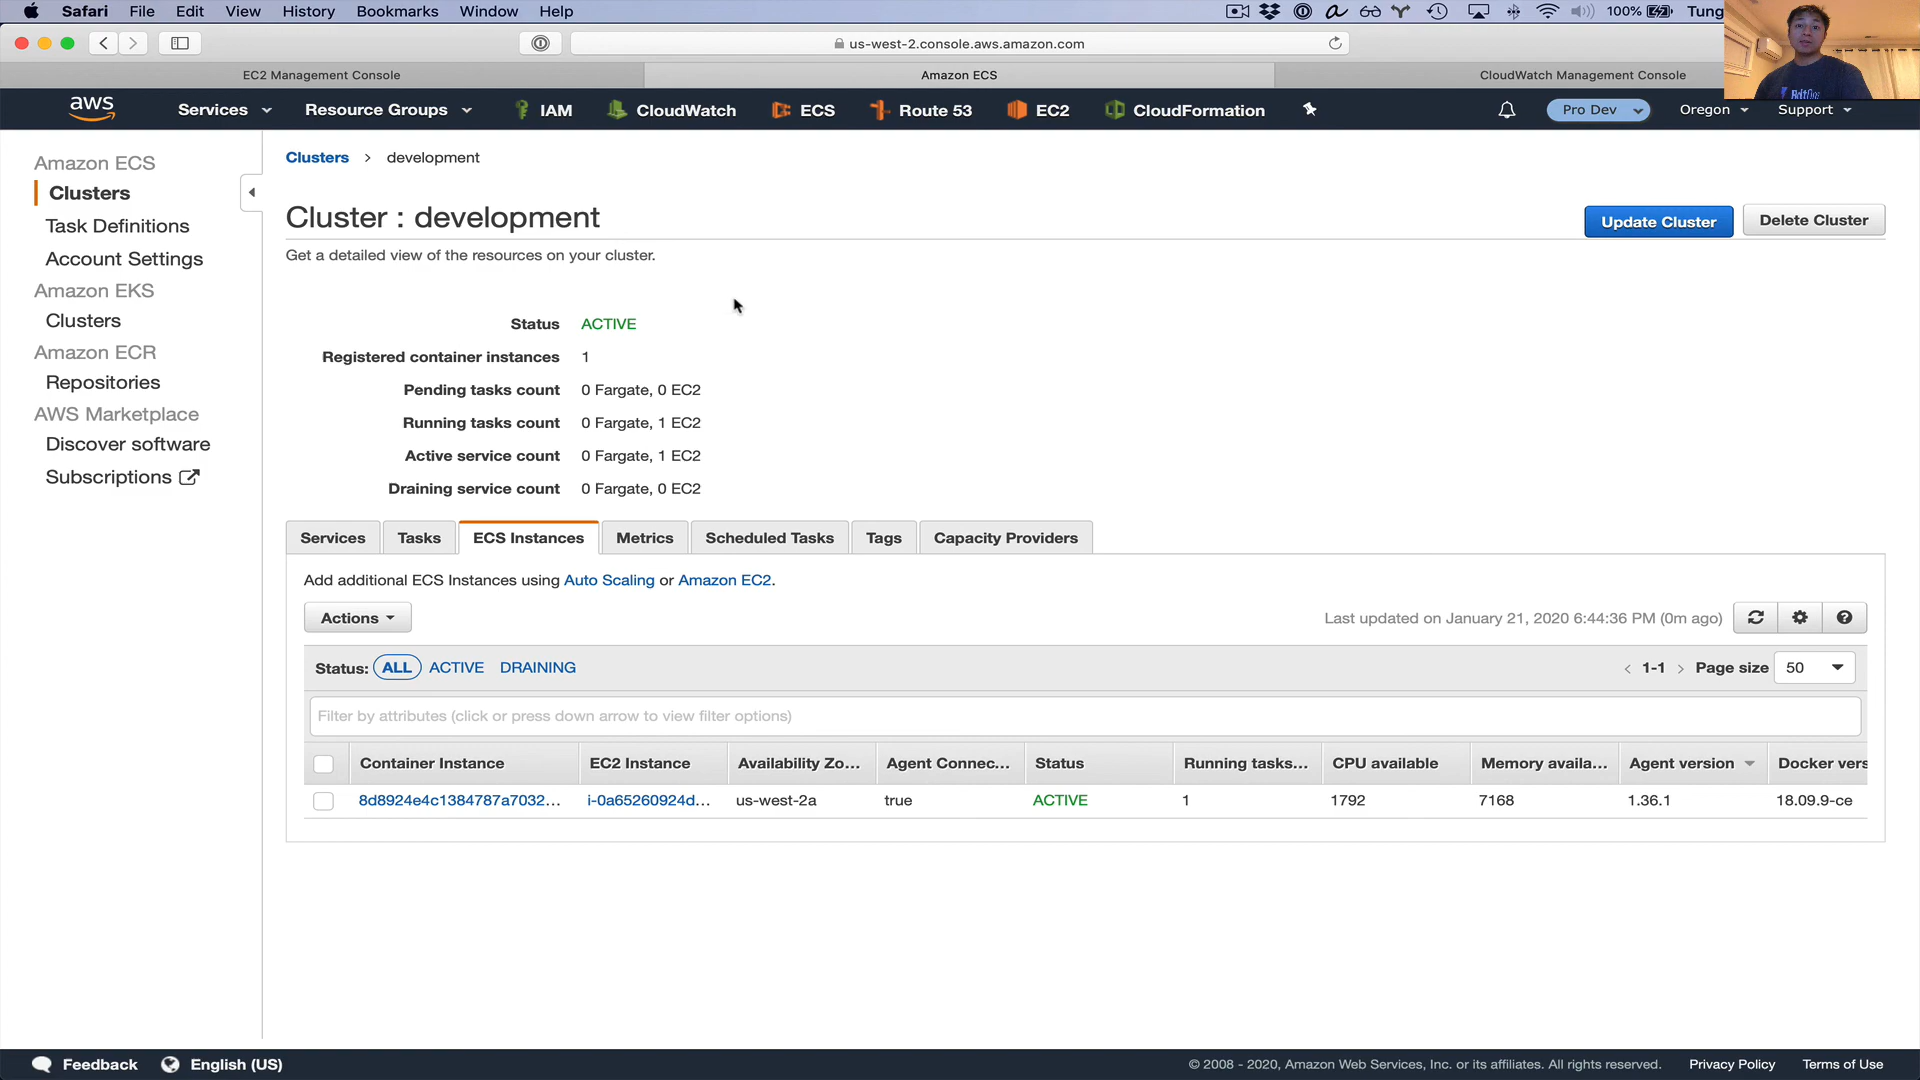 Safari File Edit View History Bookmarks Window Help 100% Tung
us-west-2.console.aws.amazon.com
EC2 Management Console Amazon ECS CloudWatch Management Console
aws Services Resource Groups IAM CloudWatch ECS Route 53 EC2 CloudFormation Pro Dev Oregon Support
Amazon ECS
Clusters
Task Definitions
Account Settings
Amazon EKS
Clusters
Amazon ECR
Repositories
AWS Marketplace
Discover software
Subscriptions
Clusters > development
Cluster : development
Update Cluster Delete Cluster
Get a detailed view of the resources on your cluster.
Status ACTIVE
Registered container instances 1
Pending tasks count 0 Fargate, 0 EC2
Running tasks count 0 Fargate, 1 EC2
Active service count 0 Fargate, 1 EC2
Draining service count 0 Fargate, 0 EC2
Services Tasks ECS Instances Metrics Scheduled Tasks Tags Capacity Providers
Add additional ECS Instances using Auto Scaling or Amazon EC2.
Actions Last updated on January 21, 2020 6:44:36 PM (0m ago)
Status: ALL ACTIVE DRAINING < 1-1 > Page size 50
Filter by attributes (click or press down arrow to view filter options)
Container Instance EC2 Instance Availability Zo... Agent Connec... Status Running tasks... CPU available Memory availa... Agent version Docker vers
8d8924e4c1384787a7032... i-0a65260924d... us-west-2a true ACTIVE 1 1792 7168 1.36.1 18.09.9-ce
Feedback English (US) © 2008 - 2020, Amazon Web Services, Inc. or its affiliates. All rights reserved. Privacy Policy Terms of Use